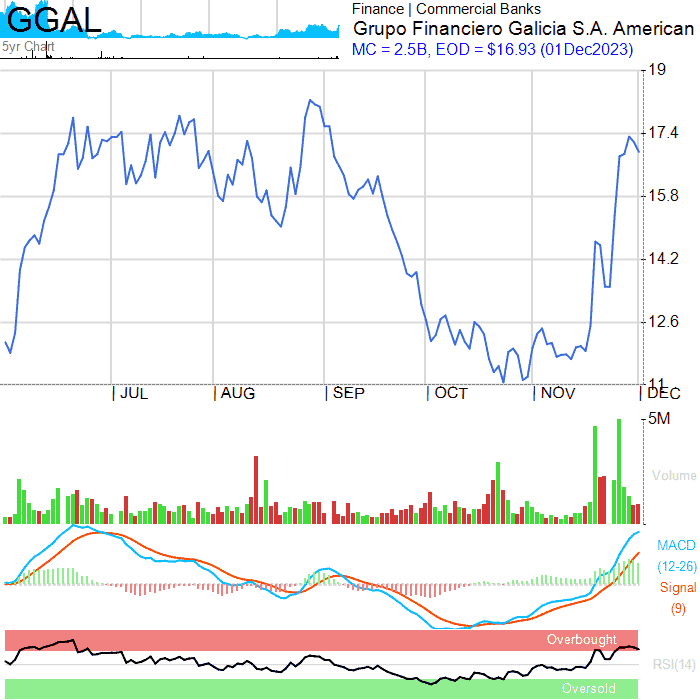 GGAL
5yr Chart
Finance | Commercial Banks
Grupo Financiero Galicia S.A. American
MC = 2.5B, EOD = $16.93 (01Dec2023)
19
17.4
15.8
14.2
12.6
11
JUL AUG SEP OCT NOV DEC
5M
Volume
MACD
(12-26)
Signal
(9)
Overbought
RSI(14)
Oversold